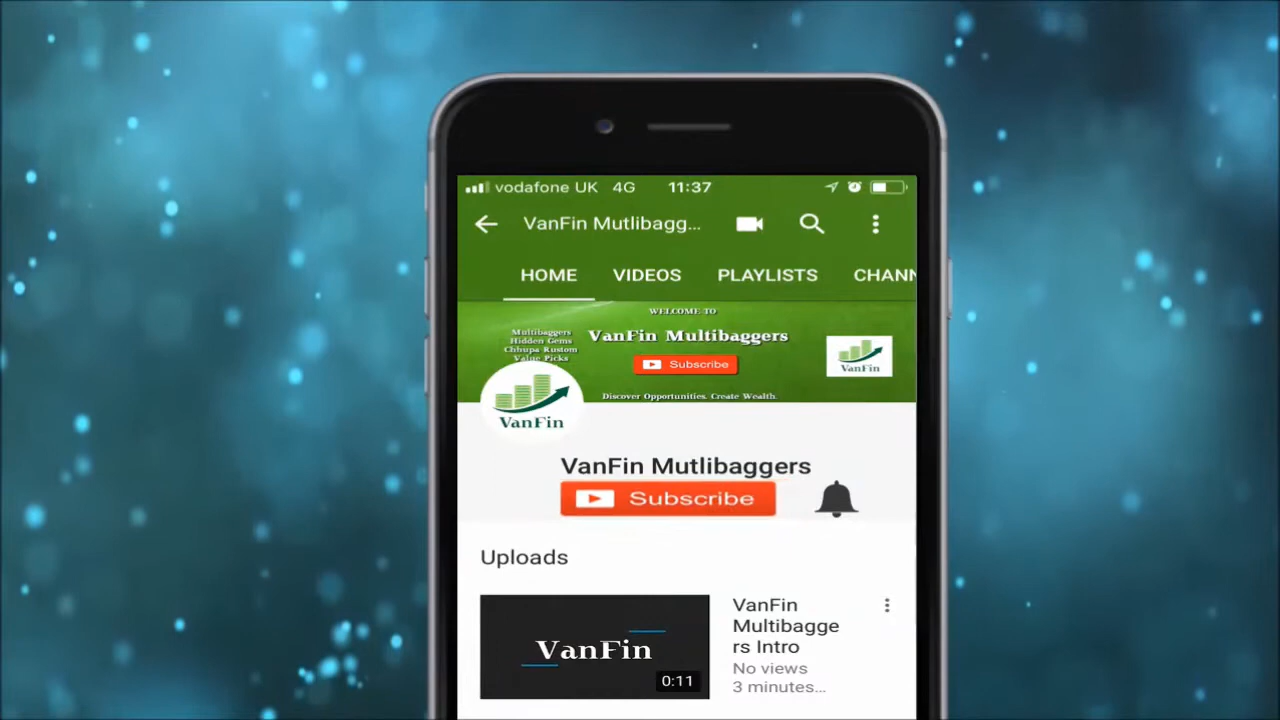 vodafone UK 4G 11:37
VanFin Mutlibagg...
HOME VIDEOS PLAYLISTS CHANN
WELCOME TO
VanFin Multibaggers
Subscribe
Discover Opportunities. Create Wealth.
Multibaggers
Hidden Gems
Chhupa Rustom
Value Picks
VanFin
VanFin
VanFin Mutlibaggers
Subscribe
Uploads
VanFin
0:11
VanFin
Multibagge
rs Intro
No views
3 minutes...